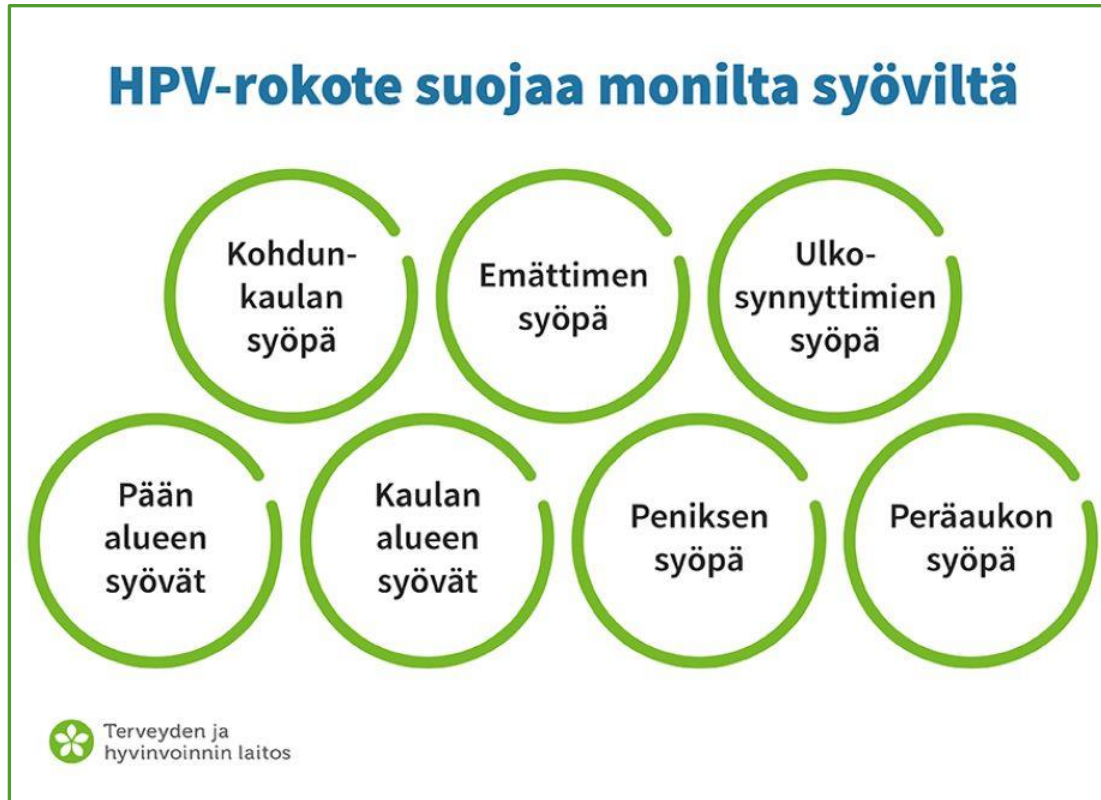 HPV-rokote suojaa monilta syöviltä
Kohdun-
kaulan
syöpä
Emättimen
syöpä
Ulko-
synnyttimien
syöpä
Pään
alueen
syövät
Kaulan
alueen
syövät
Peniksen
syöpä
Peräaukon
syöpä
Terveyden ja
hyvinvoinnin laitos